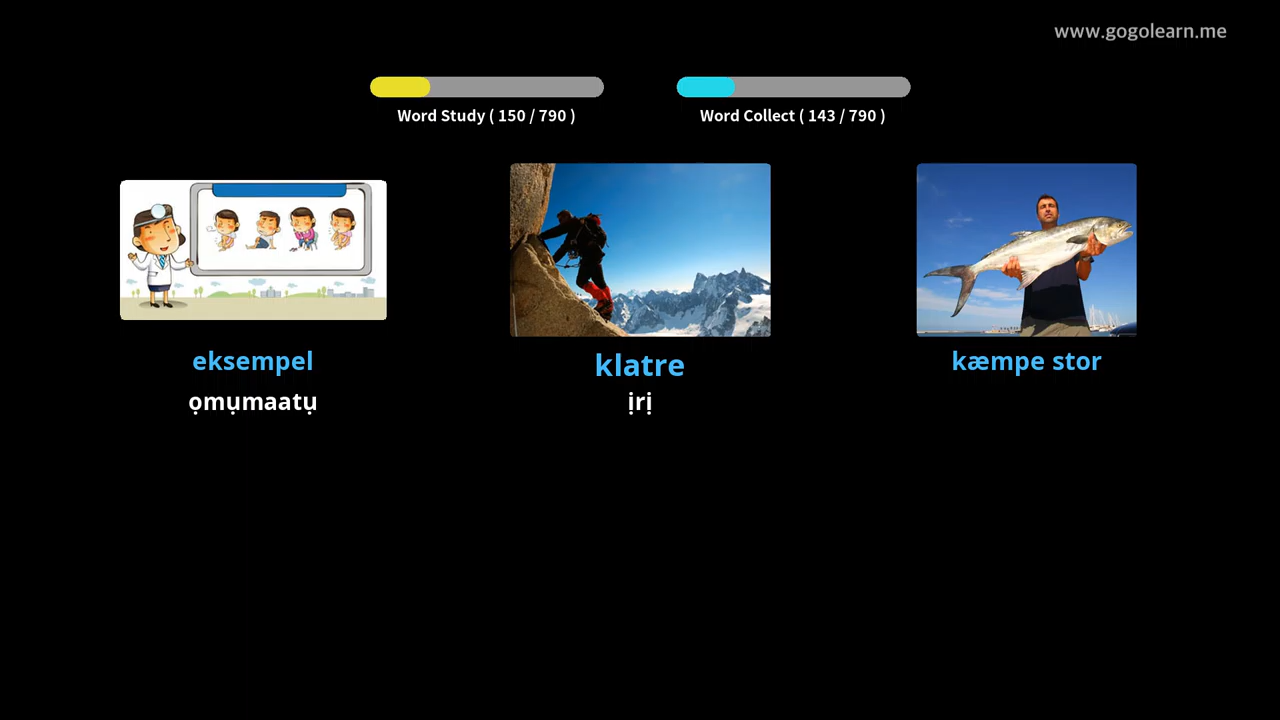 www.gogolearn.me
Word Study ( 150 / 790 )
Word Collect ( 143 / 790 )
eksempel
klatre
kæmpe stor
ọmụmaatụ
ịrị